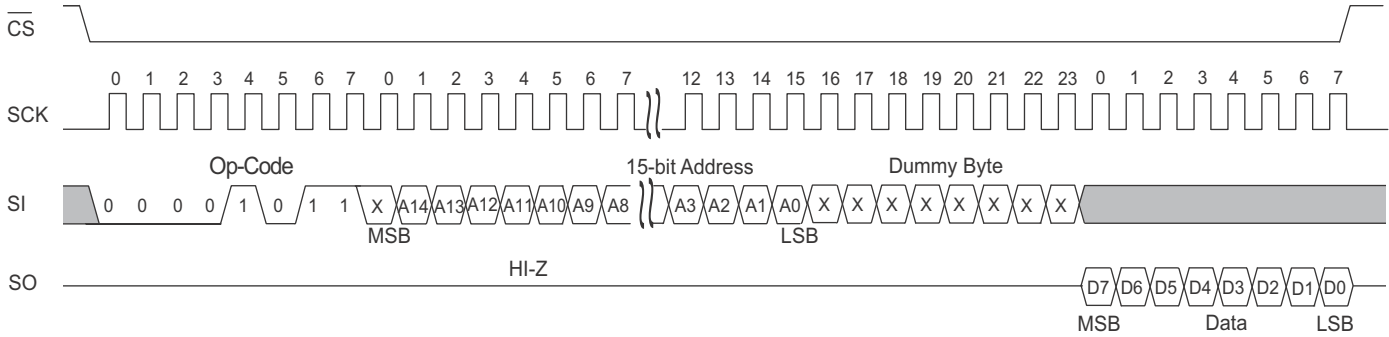 CS
0 1 2 3 4 5 6 7 0 1 2 3 4 5 6 7 12 13 14 15 16 17 18 19 20 21 22 23 0 1 2 3 4 5 6 7
SCK
Op-Code 15-bit Address Dummy Byte
SI 0 0 0 0 1 0 1 1 X A14 A13 A12 A11 A10 A9 A8 A3 A2 A1 A0 X X X X X X X X
MSB LSB
HI-Z
SO D7 D6 D5 D4 D3 D2 D1 D0
MSB Data LSB